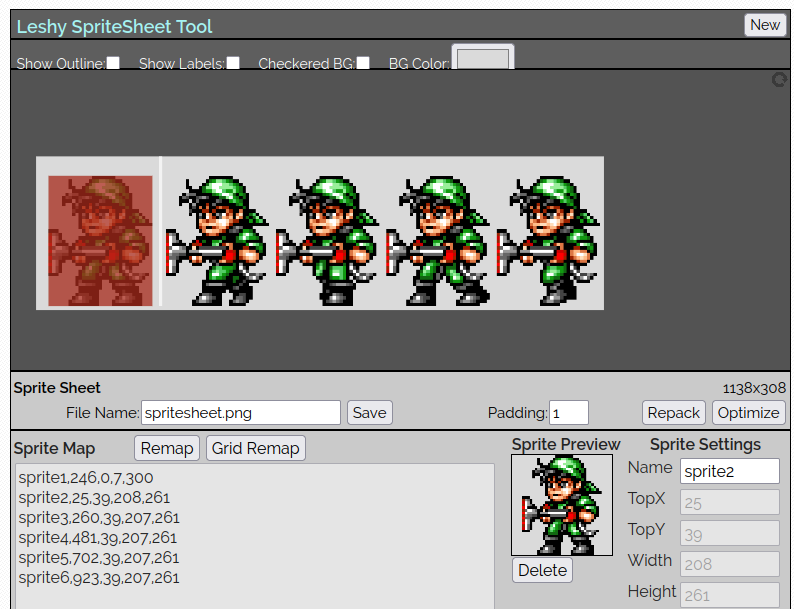 Leshy SpriteSheet Tool
New
Show Outline: Show Labels: Checkered BG: BG Color:
Sprite Sheet
1138x308
File Name: spritesheet.png Save Padding: 1 Repack Optimize
Sprite Map Remap Grid Remap
sprite1,246,0,7,300
sprite2,25,39,208,261
sprite3,260,39,207,261
sprite4,481,39,207,261
sprite5,702,39,207,261
sprite6,923,39,207,261
Sprite Preview
Delete
Sprite Settings
Name sprite2
TopX 25
TopY 39
Width 208
Height 261